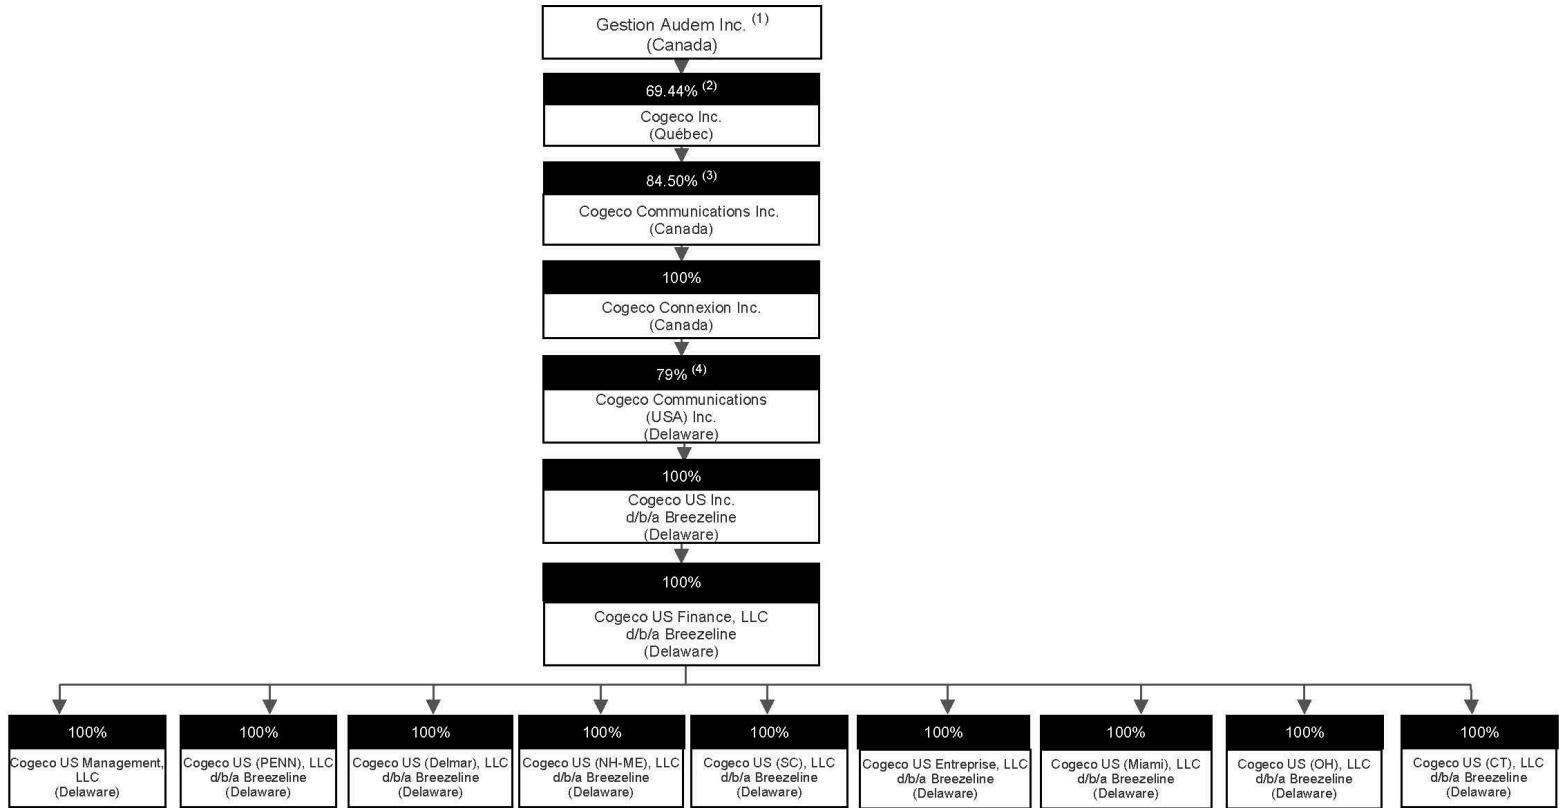 Gestion Audem Inc. (1)
(Canada)
69.44% (2)
Cogeco Inc.
(Québec)
84.50% (3)
Cogeco Communications Inc.
(Canada)
100%
Cogeco Connexion Inc.
(Canada)
79% (4)
Cogeco Communications
(USA) Inc.
(Delaware)
100%
Cogeco US Inc.
d/b/a Breezeline
(Delaware)
100%
Cogeco US Finance, LLC
d/b/a Breezeline
(Delaware)
100%
Cogeco US Management,
LLC
(Delaware)
100%
Cogeco US (PENN), LLC
d/b/a Breezeline
(Delaware)
100%
Cogeco US (Delmar), LLC
d/b/a Breezeline
(Delaware)
100%
Cogeco US (NH-ME), LLC
d/b/a Breezeline
(Delaware)
100%
Cogeco US (SC), LLC
d/b/a Breezeline
(Delaware)
100%
Cogeco US Entreprise, LLC
d/b/a Breezeline
(Delaware)
100%
Cogeco US (Miami), LLC
d/b/a Breezeline
(Delaware)
100%
Cogeco US (OH), LLC
d/b/a Breezeline
(Delaware)
100%
Cogeco US (CT), LLC
d/b/a Breezeline
(Delaware)